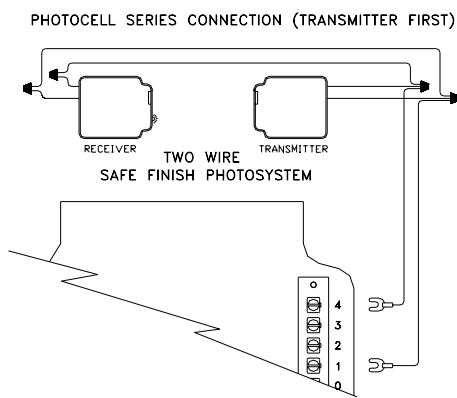 PHOTOCELL SERIES CONNECTION (TRANSMITTER FIRST)
RECEIVER
TRANSMITTER
TWO WIRE
SAFE FINISH PHOTOSYSTEM
4
3
2
1
0